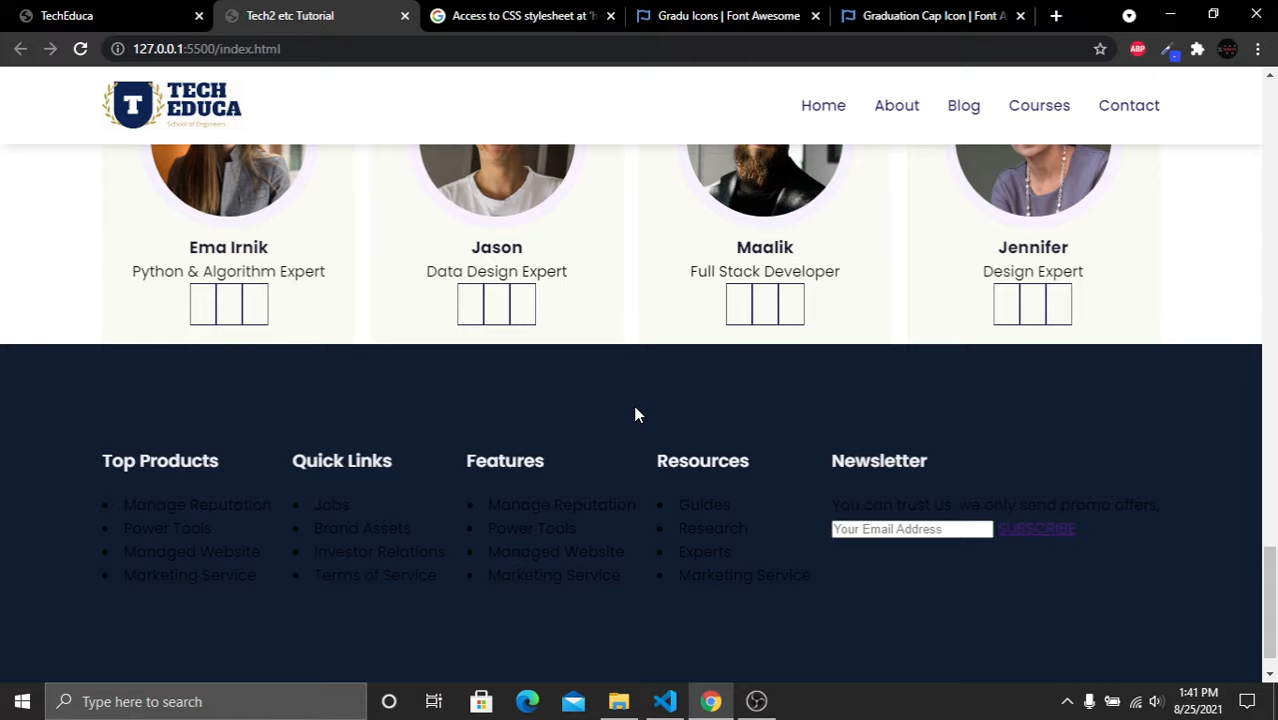 TechEduca
Tech2 etc Tutorial
Access to CSS stylesheet at 'h
Gradu Icons | Font Awesome
Graduation Cap Icon | Font A
127.0.0.1:5500/index.html
ABP
T
TECH
EDUCA
School of Engineers
Home
About
Blog
Courses
Contact
Ema Irnik
Python & Algorithm Expert
Jason
Data Design Expert
Maalik
Full Stack Developer
Jennifer
Design Expert
Top Products
Manage Reputation
Power Tools
Managed Website
Marketing Service
Quick Links
Jobs
Brand Assets
Investor Relations
Terms of Service
Features
Manage Reputation
Power Tools
Managed Website
Marketing Service
Resources
Guides
Research
Experts
Marketing Service
Newsletter
You can trust us. we only send promo offers,
Your Email Address
SUBSCRIBE
Type here to search
1:41 PM
8/25/2021